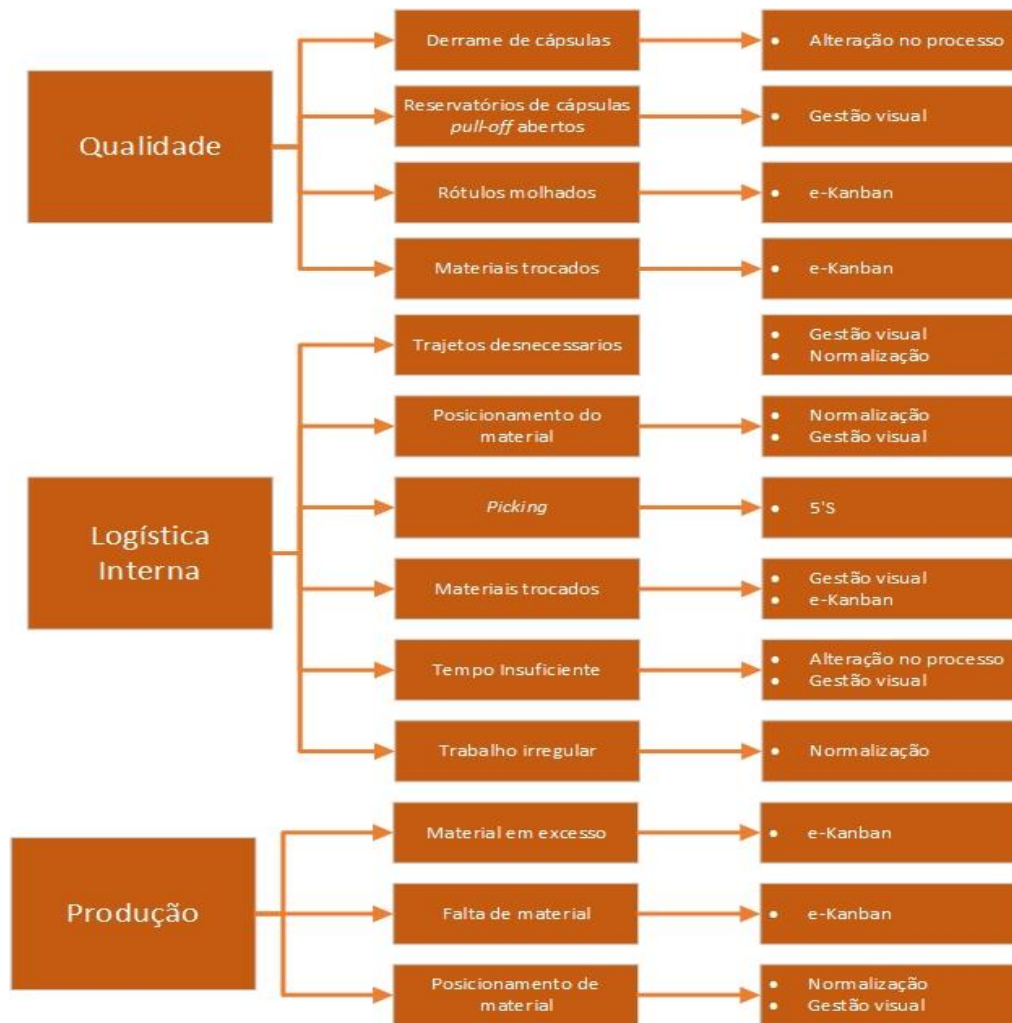 Qualidade
Derrame de cápsulas
• Alteração no processo
Reservatórios de cápsulas
pull-off abertos
• Gestão visual
Rótulos molhados
• e-Kanban
Materiais trocados
• e-Kanban
Logística
Interna
Trajetos desnecessarios
• Gestão visual
• Normalização
Posicionamento do
material
• Normalização
• Gestão visual
Picking
• 5'S
Materiais trocados
• Gestão visual
• e-Kanban
Tempo Insuficiente
• Alteração no processo
• Gestão visual
Trabalho irregular
• Normalização
Produção
Material em excesso
• e-Kanban
Falta de material
• e-Kanban
Posicionamento de
material
• Normalização
• Gestão visual